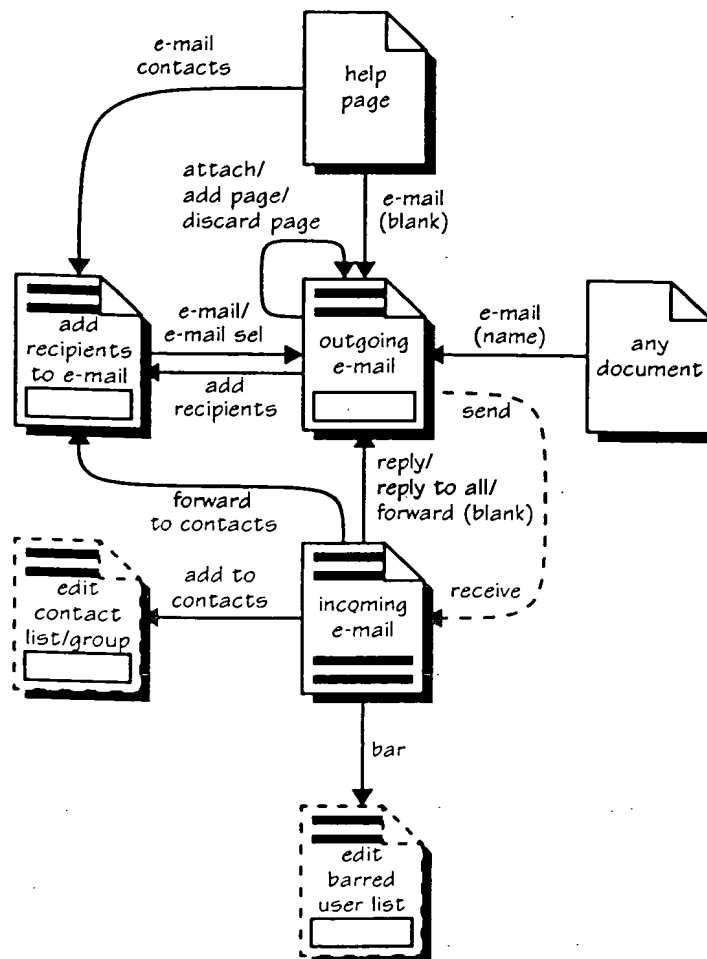 e-mail
contacts
help
page
attach/
add page/
discard page
e-mail
(blank)
add
recipients
to e-mail
e-mail/
e-mail sel
add
recipients
outgoing
e-mail
e-mail
(name)
any
document
send
reply/
reply to all/
forward (blank)
forward
to contacts
edit
contact
list/group
add to
contacts
incoming
e-mail
receive
bar
edit
barred
user list